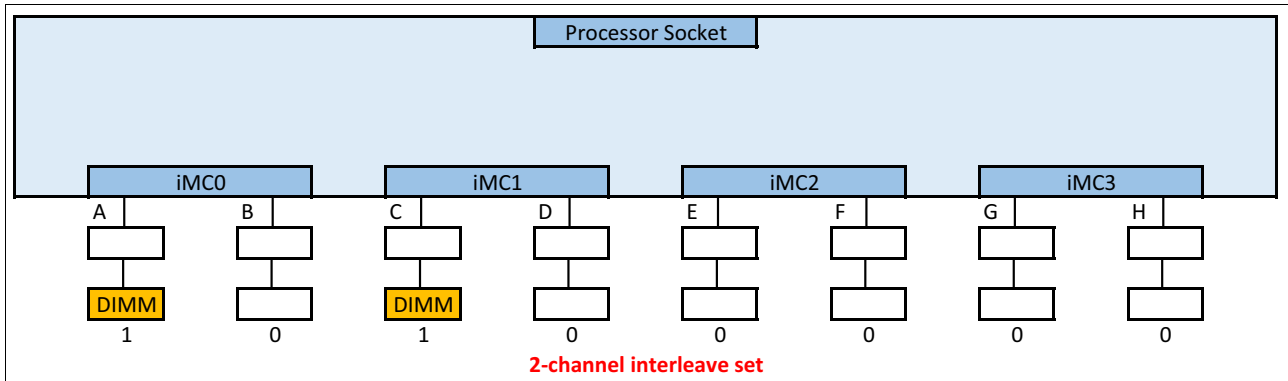 Processor Socket
iMC0 iMC1 iMC2 iMC3
A B C D E F G H
DIMM DIMM
1 0 1 0 0 0 0 0
2-channel interleave set